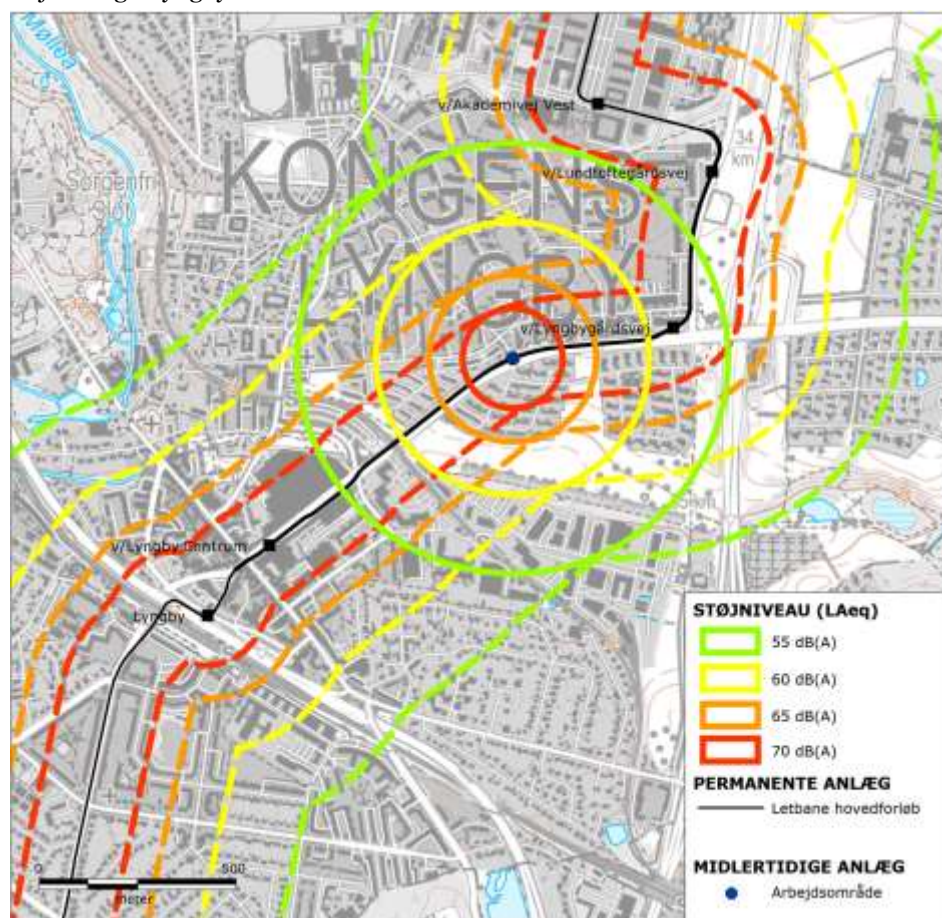 Mølleå
v/Akademivej Vest
34
km
KONGENS
v/Lundtoftegårdsvej
Sorgenfri
LYNGBY
v/Lyngbygårdsvej
v/Lyngby Centrum
Lyngby
STØJNIVEAU (LAeq)
55 dB(A)
60 dB(A)
65 dB(A)
70 dB(A)
PERMANENTE ANLÆG
Letbane hovedforløb
MIDLERTIDIGE ANLÆG
Arbejdsområde
0
500
meter